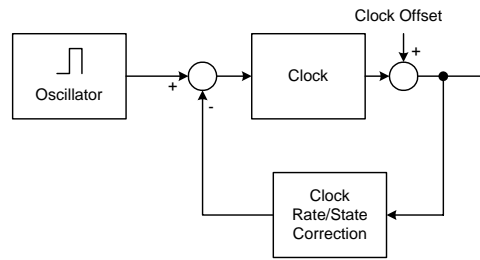 Clock Offset
+
Oscillator
+
-
Clock
Clock
Rate/State
Correction